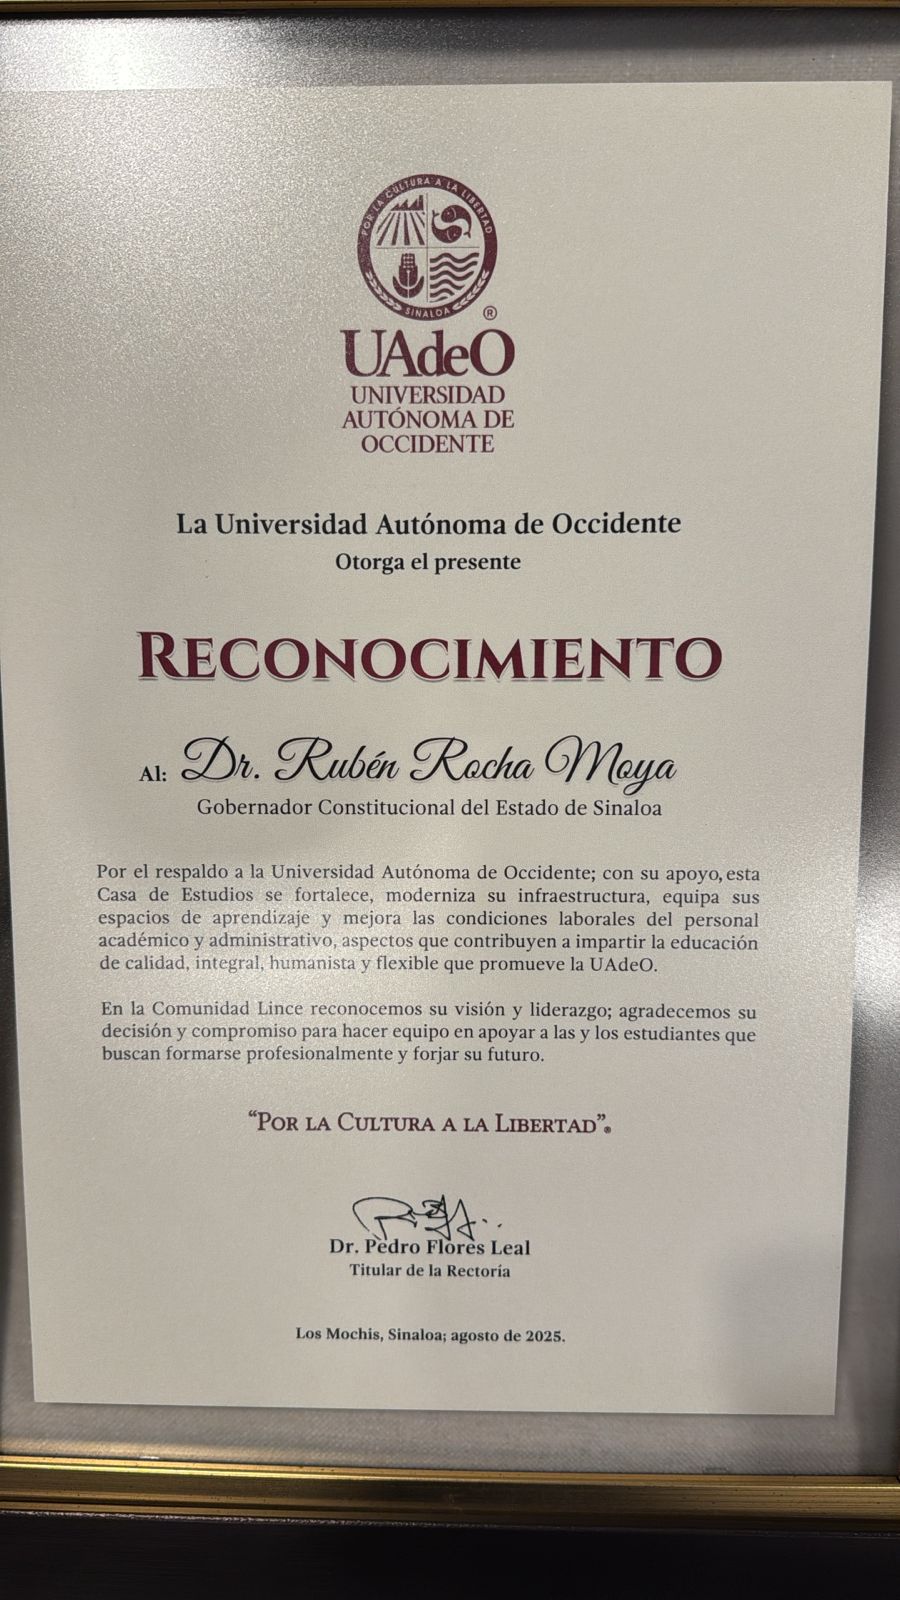 POR LA CULTURA A LA LIBERTAD
SINALOA
®
UAdeO
UNIVERSIDAD
AUTÓNOMA DE
OCCIDENTE
La Universidad Autónoma de Occidente
Otorga el presente
RECONOCIMIENTO
Al: Dr. Rubén Rocha Moya
Gobernador Constitucional del Estado de Sinaloa
Por el respaldo a la Universidad Autónoma de Occidente; con su apoyo, esta
Casa de Estudios se fortalece, moderniza su infraestructura, equipa sus
espacios de aprendizaje y mejora las condiciones laborales del personal
académico y administrativo, aspectos que contribuyen a impartir la educación
de calidad, integral, humanista y flexible que promueve la UAdeO.
En la Comunidad Lince reconocemos su visión y liderazgo; agradecemos su
decisión y compromiso para hacer equipo en apoyar a las y los estudiantes que
buscan formarse profesionalmente y forjar su futuro.
“POR LA CULTURA A LA LIBERTAD”®
Dr. Pedro Flores Leal
Titular de la Rectoría
Los Mochis, Sinaloa; agosto de 2025.